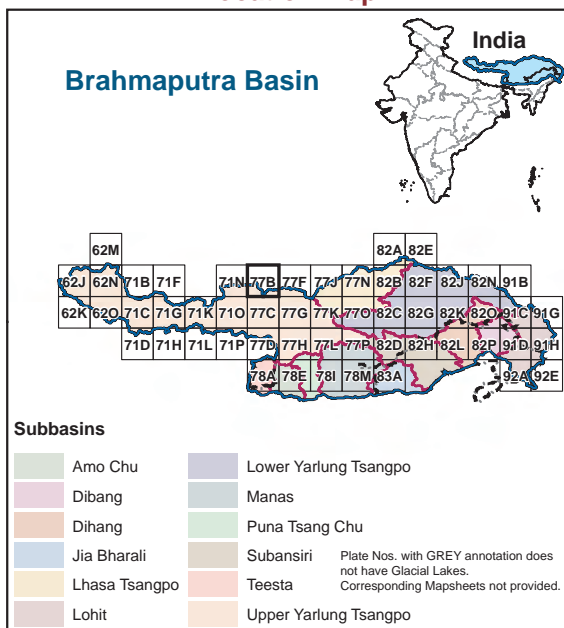 India
Brahmaputra Basin
62M 82A 82E
62J 62N 71B 71F 71N 77B 77F 77J 77N 82B 82F 82J 82N 91B
62K 62O 71C 71G 71K 71O 77C 77G 77K 77O 82C 82G 82K 82O 91C 91G
71D 71H 71L 71P 77D 77H 77L 77P 82D 82H 82L 82P 91D 91H
78A 78E 78I 78M 83A 92A 92E
Subbasins
Amo Chu Lower Yarlung Tsangpo
Dibang Manas
Dihang Puna Tsang Chu
Jia Bharali Subansiri
Lhasa Tsangpo Teesta
Lohit Upper Yarlung Tsangpo
Plate Nos. with GREY annotation does
not have Glacial Lakes.
Corresponding Mapsheets not provided.